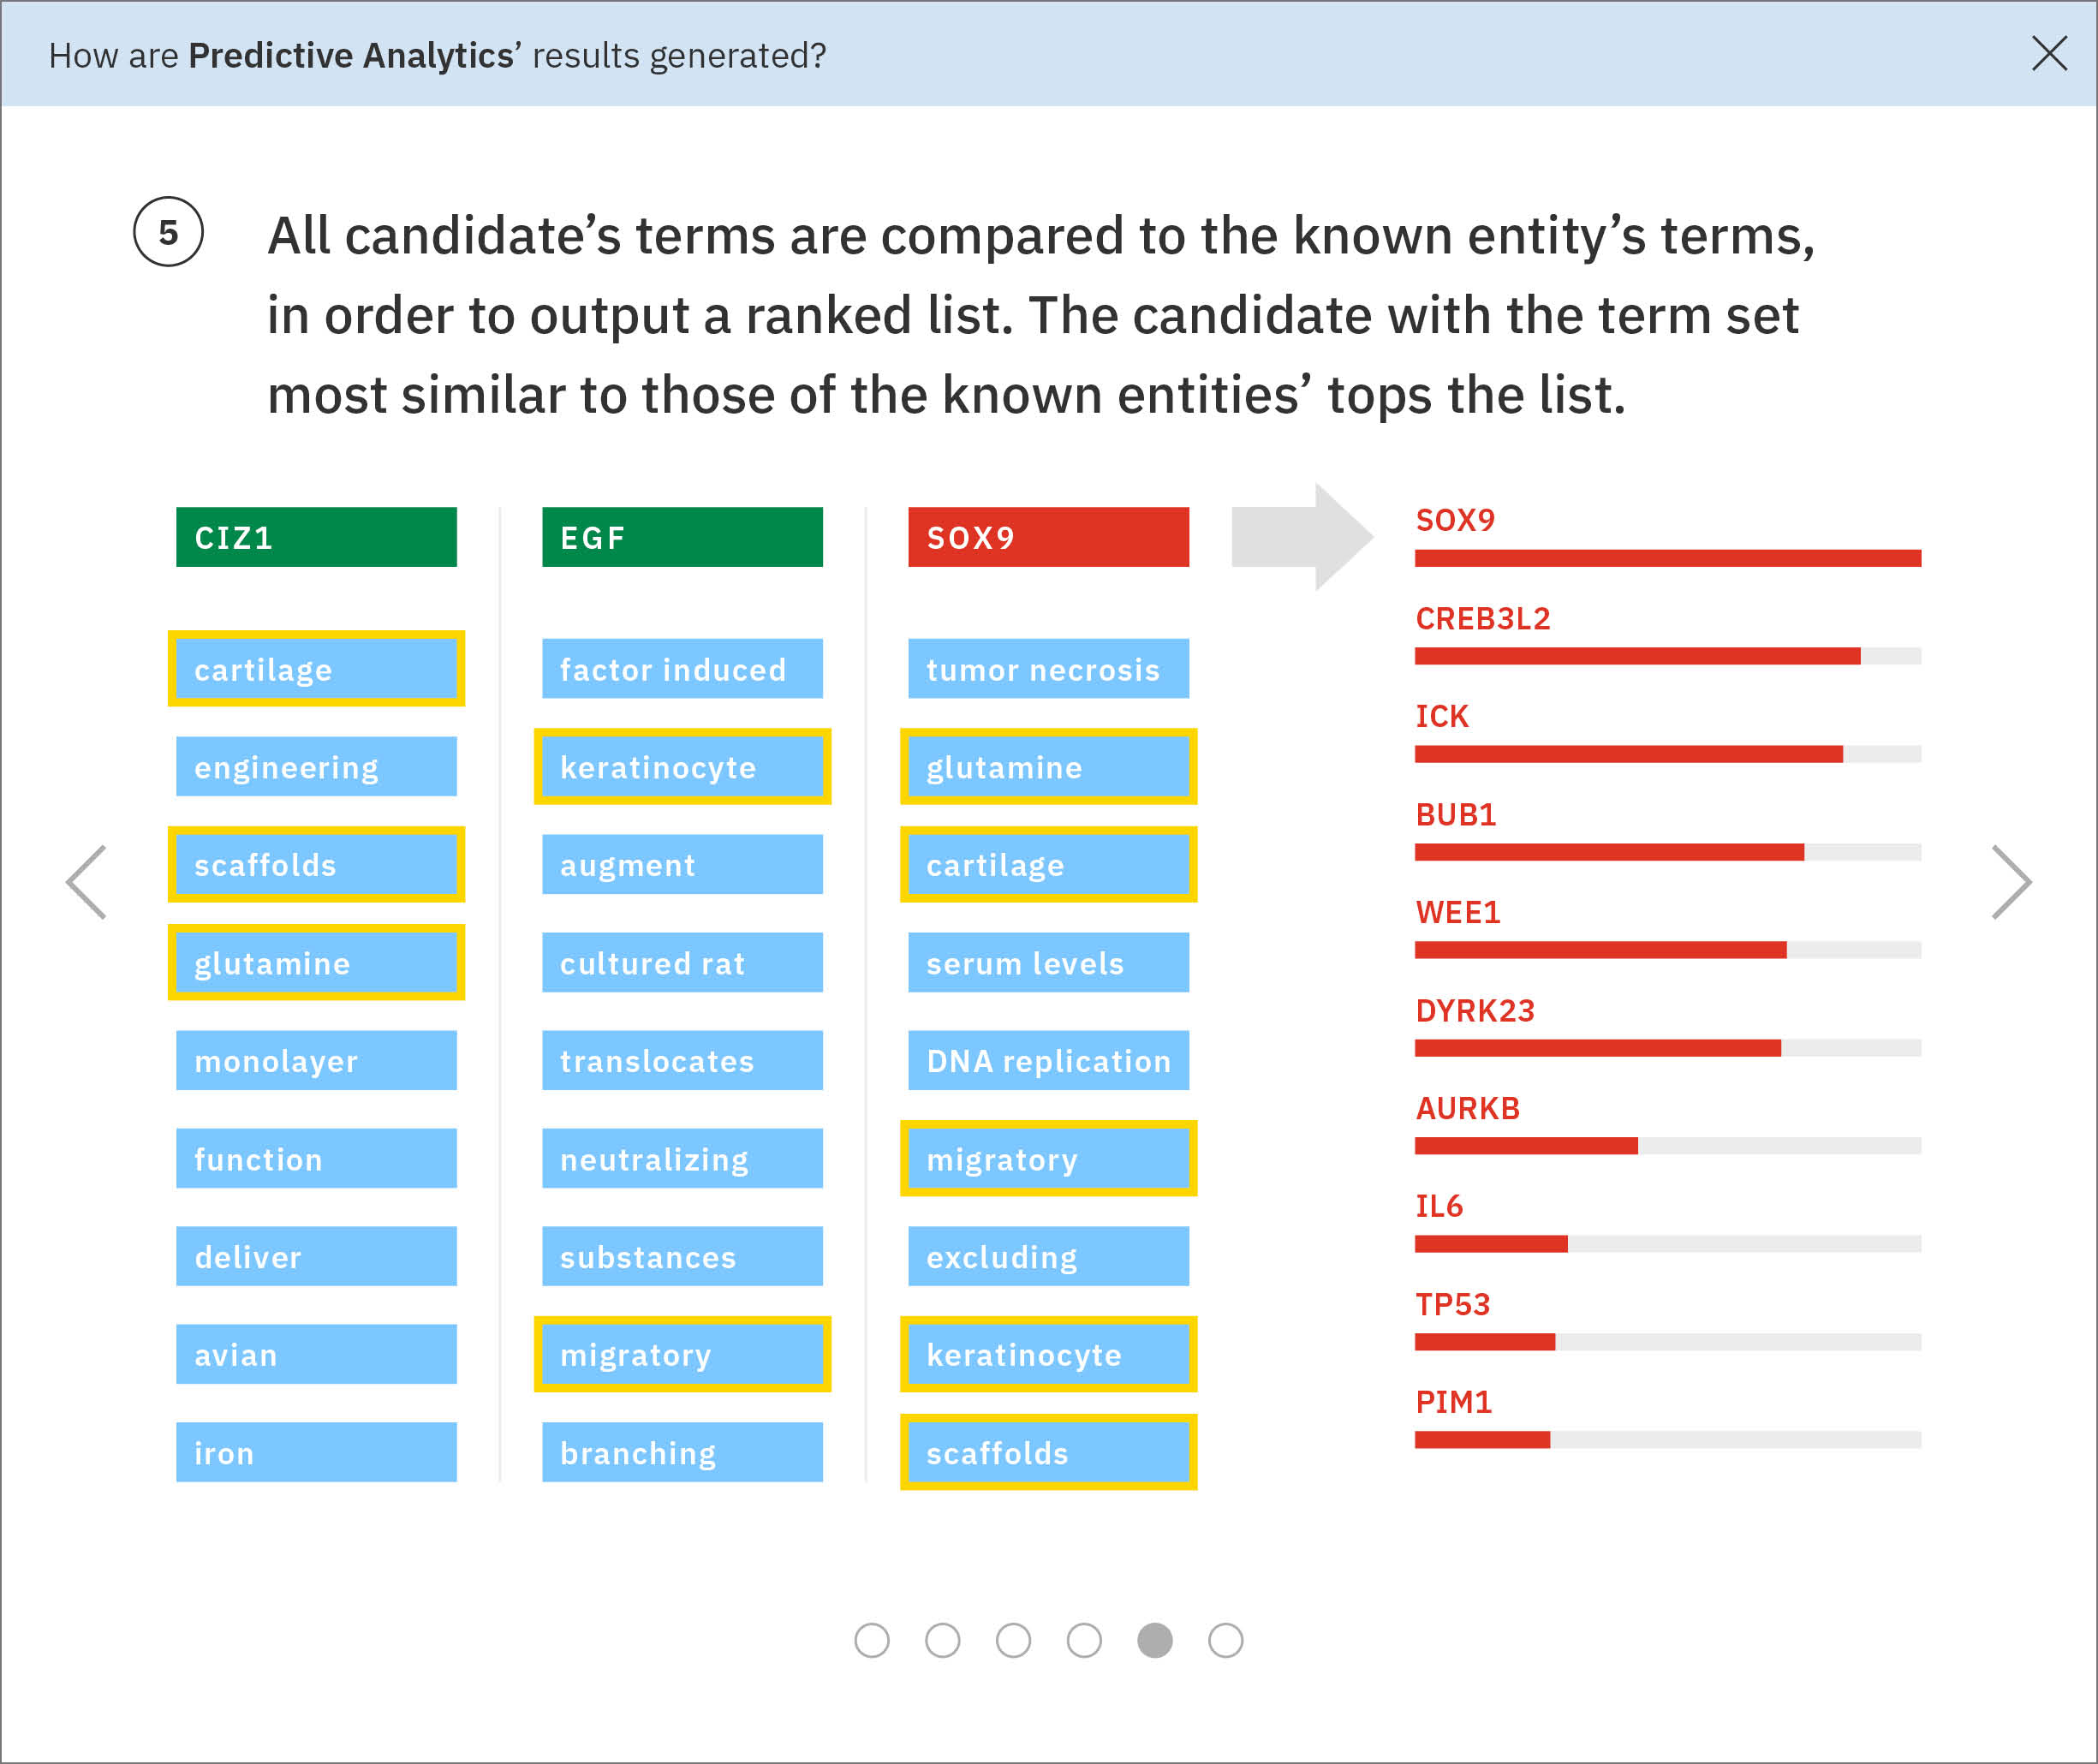 How are Predictive Analytics’ results generated?
5
All candidate’s terms are compared to the known entity’s terms,
in order to output a ranked list. The candidate with the term set
most similar to those of the known entities’ tops the list.
CIZ1
cartilage
engineering
scaffolds
glutamine
monolayer
function
deliver
avian
iron
EGF
factor induced
keratinocyte
augment
cultured rat
translocates
neutralizing
substances
migratory
branching
SOX9
tumor necrosis
glutamine
cartilage
serum levels
DNA replication
migratory
excluding
keratinocyte
scaffolds
SOX9
CREB3L2
ICK
BUB1
WEE1
DYRK23
AURKB
IL6
TP53
PIM1